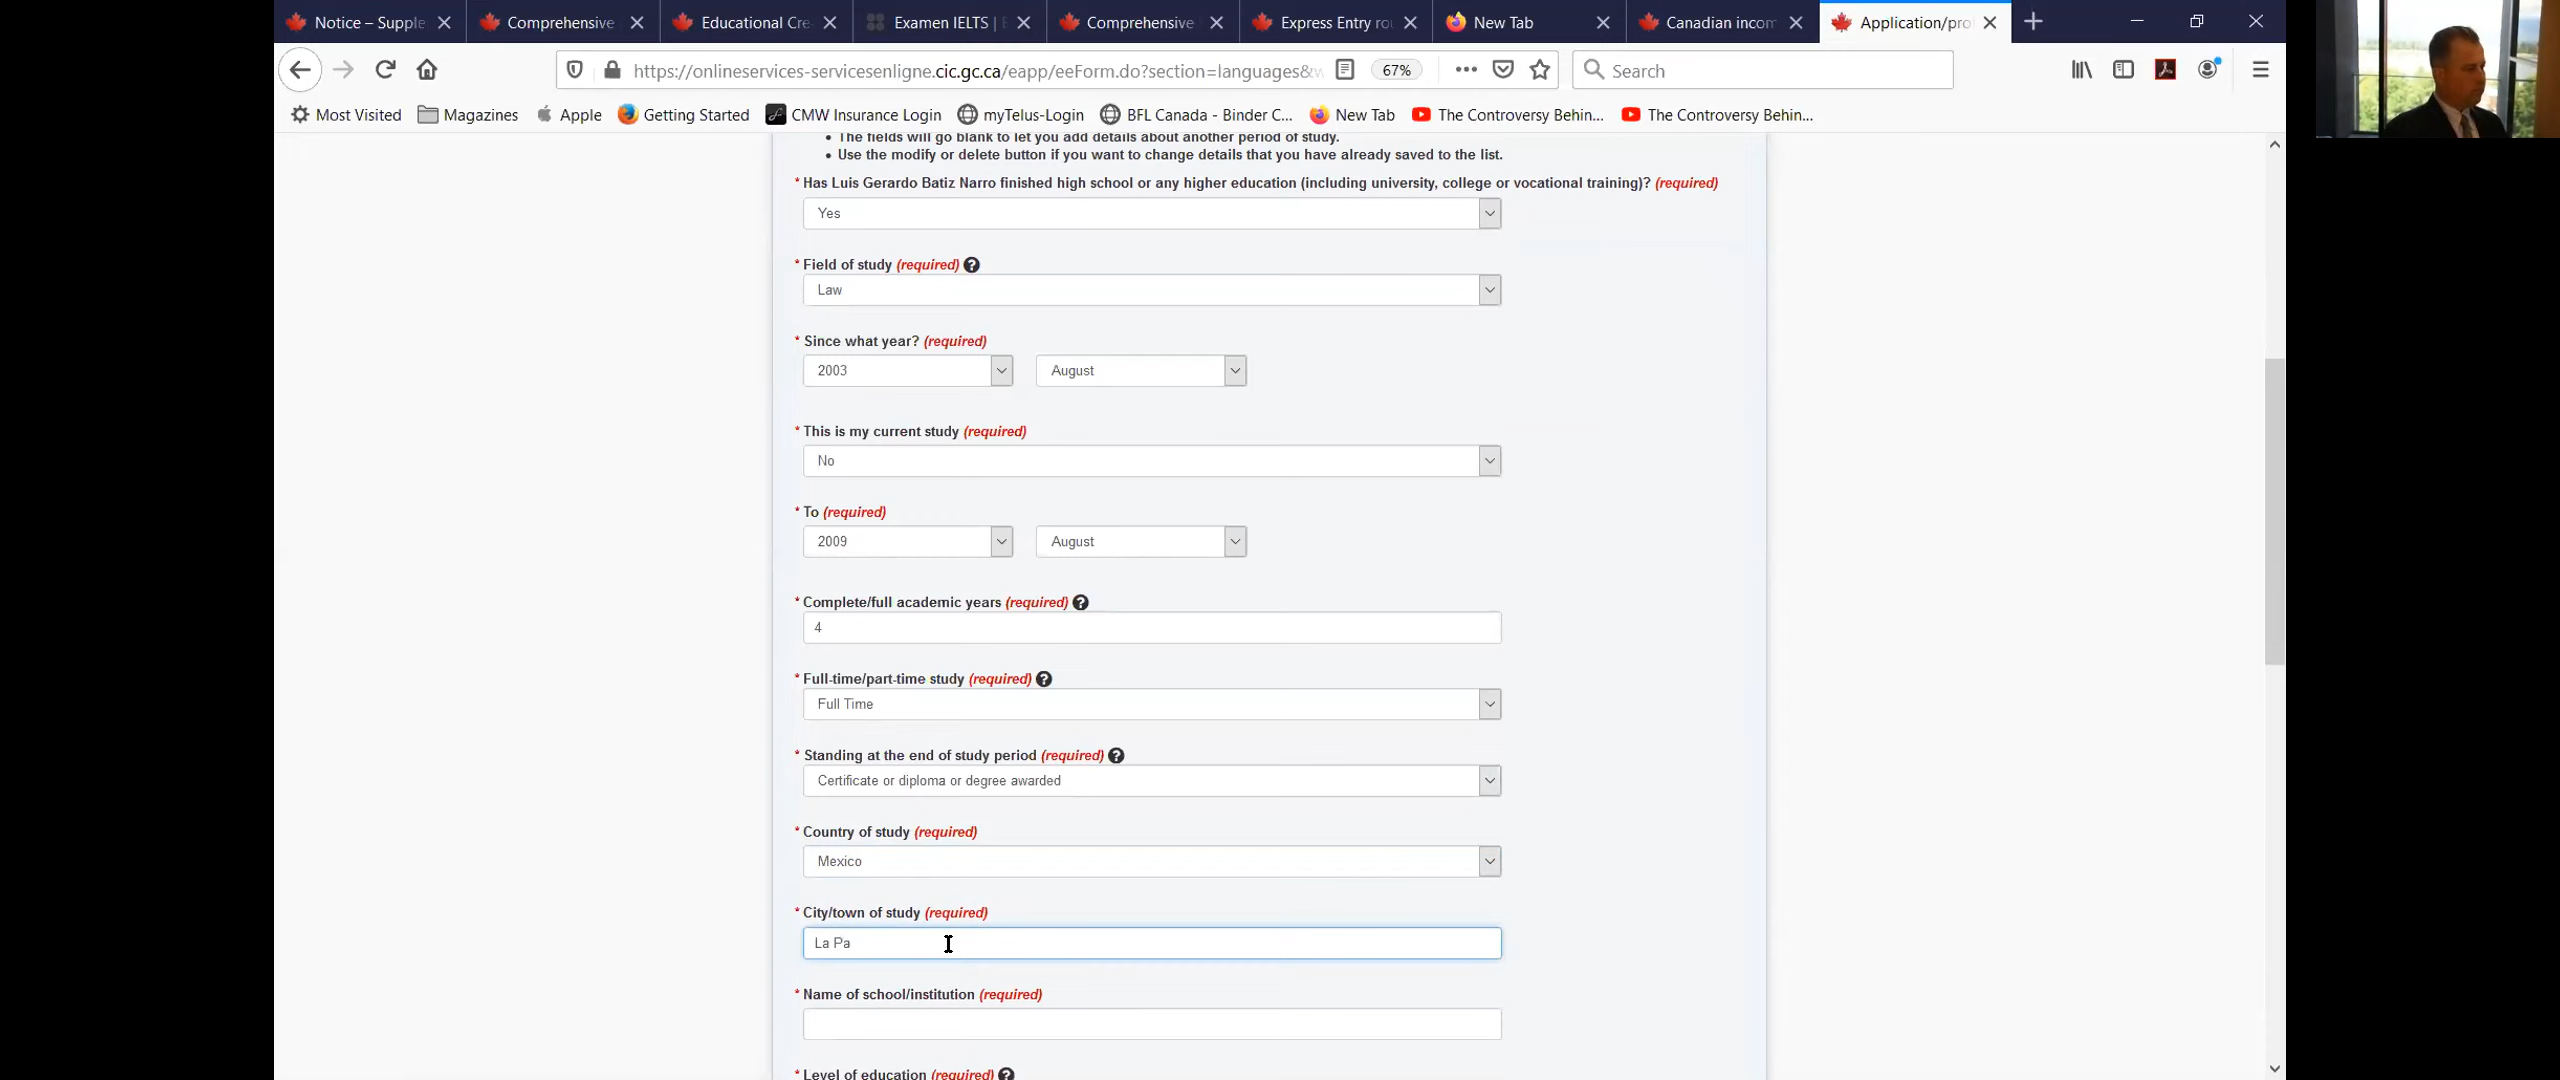 Notice – Supple
Comprehensive
Educational Cre
Examen IELTS |
Comprehensive
Express Entry ro
New Tab
Canadian incom
Application/pro
https://onlineservices-servicesenligne.cic.gc.ca/eapp/eeForm.do?section=languages&
67%
Search
Most Visited
Magazines
Apple
Getting Started
CMW Insurance Login
myTelus-Login
BFL Canada - Binder C...
New Tab
The Controversy Behin...
The Controversy Behin...
• The fields will go blank to let you add details about another period of study.
• Use the modify or delete button if you want to change details that you have already saved to the list.
* Has Luis Gerardo Batiz Narro finished high school or any higher education (including university, college or vocational training)? (required)
Yes
* Field of study (required) ?
Law
* Since what year? (required)
2003 August
* This is my current study (required)
No
* To (required)
2009 August
* Complete/full academic years (required) ?
4
* Full-time/part-time study (required) ?
Full Time
* Standing at the end of study period (required) ?
Certificate or diploma or degree awarded
* Country of study (required)
Mexico
* City/town of study (required)
La Pa
* Name of school/institution (required)
* Level of education (required) ?